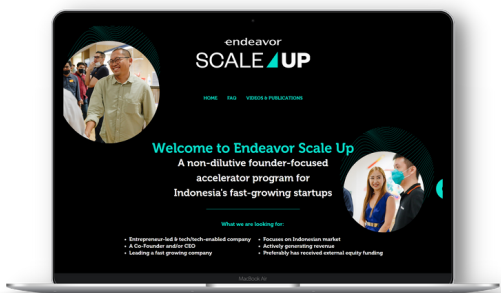 endeavor
SCALE UP
HOME FAQ VIDEOS & PUBLICATIONS
Welcome to Endeavor Scale Up
A non-dilutive founder-focused
accelerator program for
Indonesia's fast-growing startups
What we are looking for:
• Entrepreneur-led & tech/tech-enabled company
• A Co-Founder and/or CEO
• Leading a fast growing company
• Focuses on Indonesian market
• Actively generating revenue
• Preferably has received external equity funding
MacBook Air